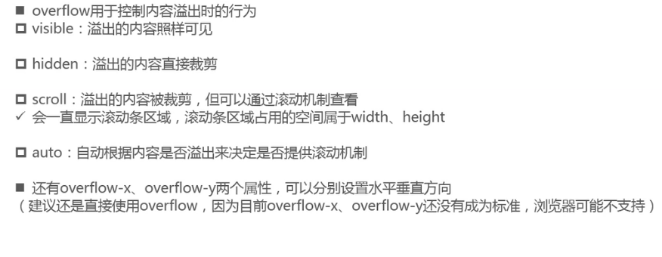 ■ overflow用于控制内容溢出时的行为
❑ visible：溢出的内容照样可见
❑ hidden：溢出的内容直接裁剪
❑ scroll：溢出的内容被裁剪，但可以通过滚动机制查看
✓ 会一直显示滚动条区域，滚动条区域占用的空间属于width、height
❑ auto：自动根据内容是否溢出来决定是否提供滚动机制
■ 还有overflow-x、overflow-y两个属性，可以分别设置水平垂直方向
（建议还是直接使用overflow，因为目前overflow-x、overflow-y还没有成为标准，浏览器可能不支持）